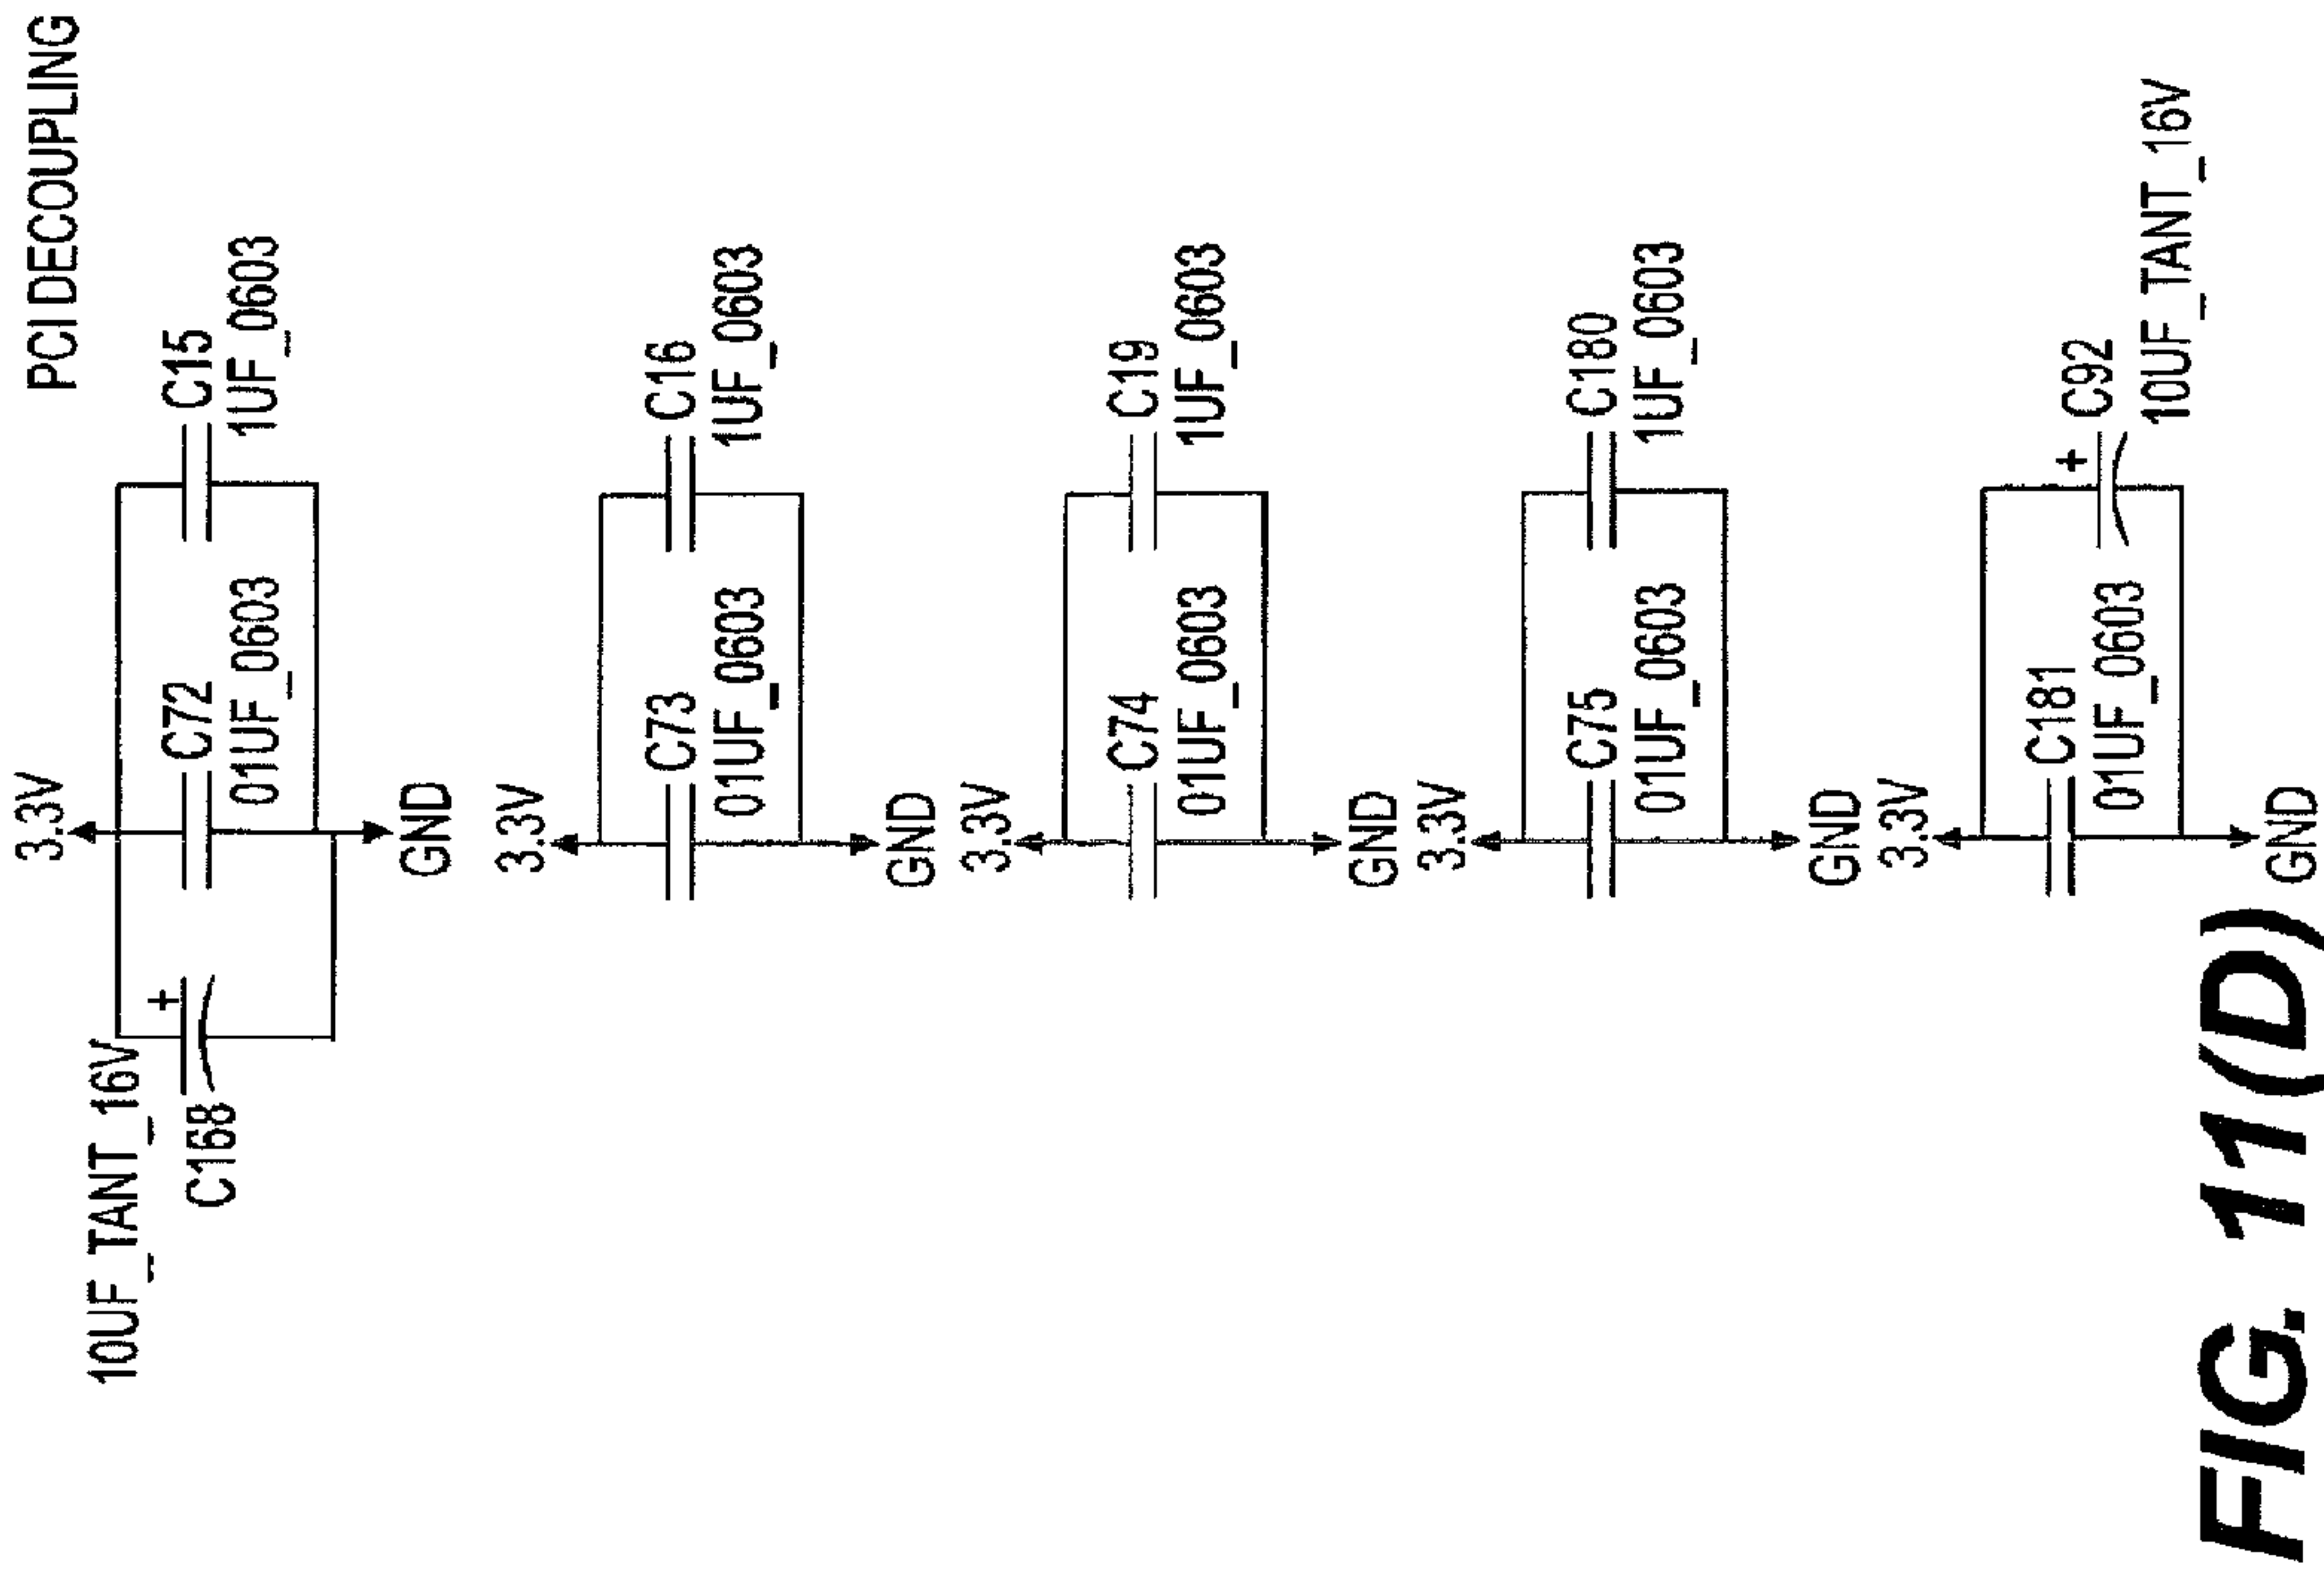 PCI DECOUPLING
3.3V
10UF_TANT_16V
C168
+
C72
01UF_0603
C15
1UF_0603
GND
3.3V
C73
01UF_0603
C16
1UF_0603
GND
3.3V
C74
01UF_0603
C19
1UF_0603
GND
3.3V
C75
01UF_0603
C180
1UF_0603
GND
3.3V
C181
01UF_0603
+
C92
10UF_TANT_16V
GND
FIG. 11(D)